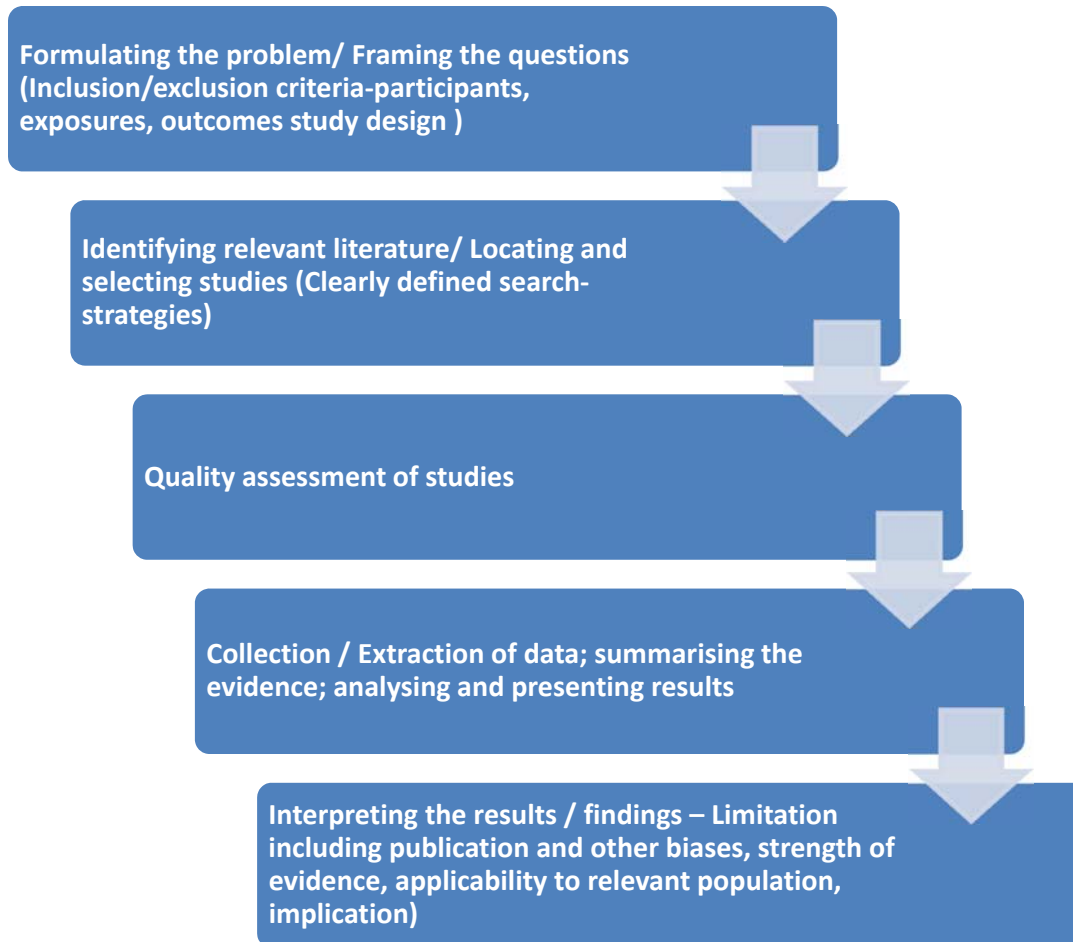 Formulating the problem/ Framing the questions
(Inclusion/exclusion criteria-participants,
exposures, outcomes study design )
Identifying relevant literature/ Locating and
selecting studies (Clearly defined search-
strategies)
Quality assessment of studies
Collection / Extraction of data; summarising the
evidence; analysing and presenting results
Interpreting the results / findings – Limitation
including publication and other biases, strength of
evidence, applicability to relevant population,
implication)